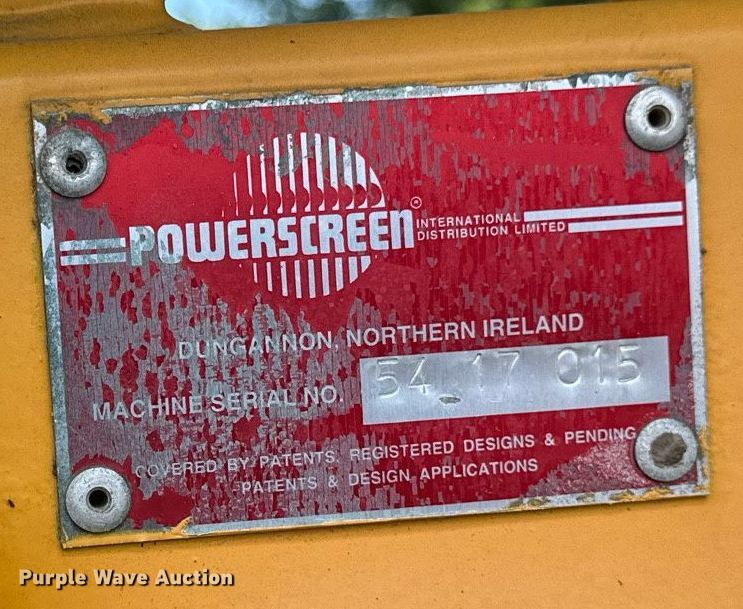 POWERSCREEN ®
INTERNATIONAL
DISTRIBUTION LIMITED
DUNGANNON, NORTHERN IRELAND
MACHINE SERIAL NO. 54 17 015
COVERED BY PATENTS, REGISTERED DESIGNS & PENDING
PATENTS & DESIGN APPLICATIONS
Purple Wave Auction